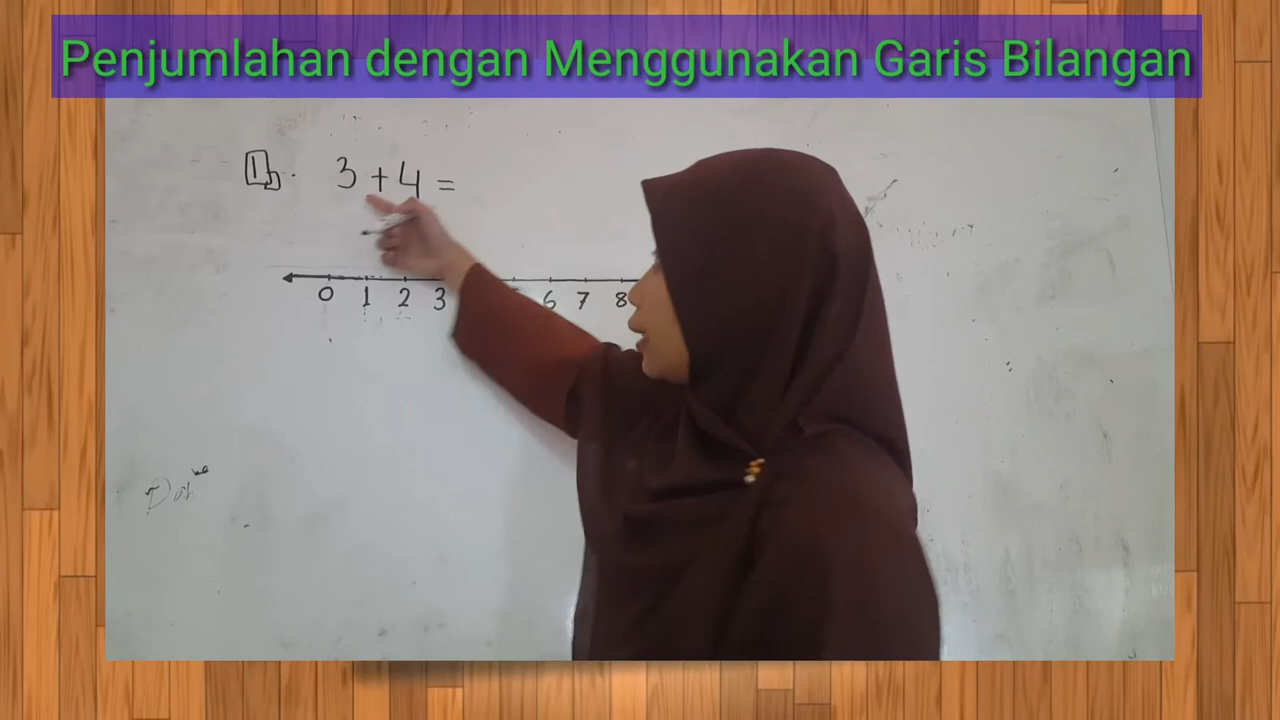 Penjumlahan dengan Menggunakan Garis Bilangan
1. 3 + 4 =
0 1 2 3 6 7 8